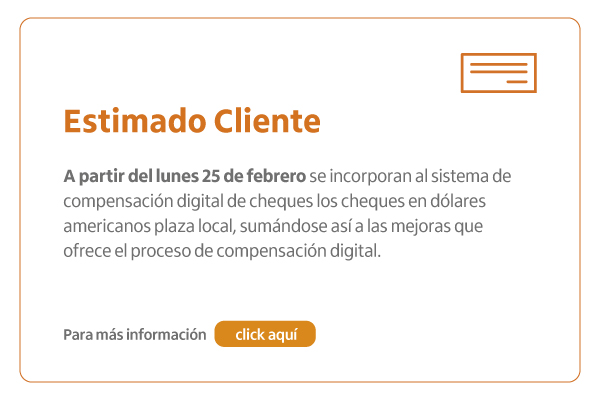 Estimado Cliente
A partir del lunes 25 de febrero se incorporan al sistema de
compensación digital de cheques los cheques en dólares
americanos plaza local, sumándose así a las mejoras que
ofrece el proceso de compensación digital.
Para más información click aquí